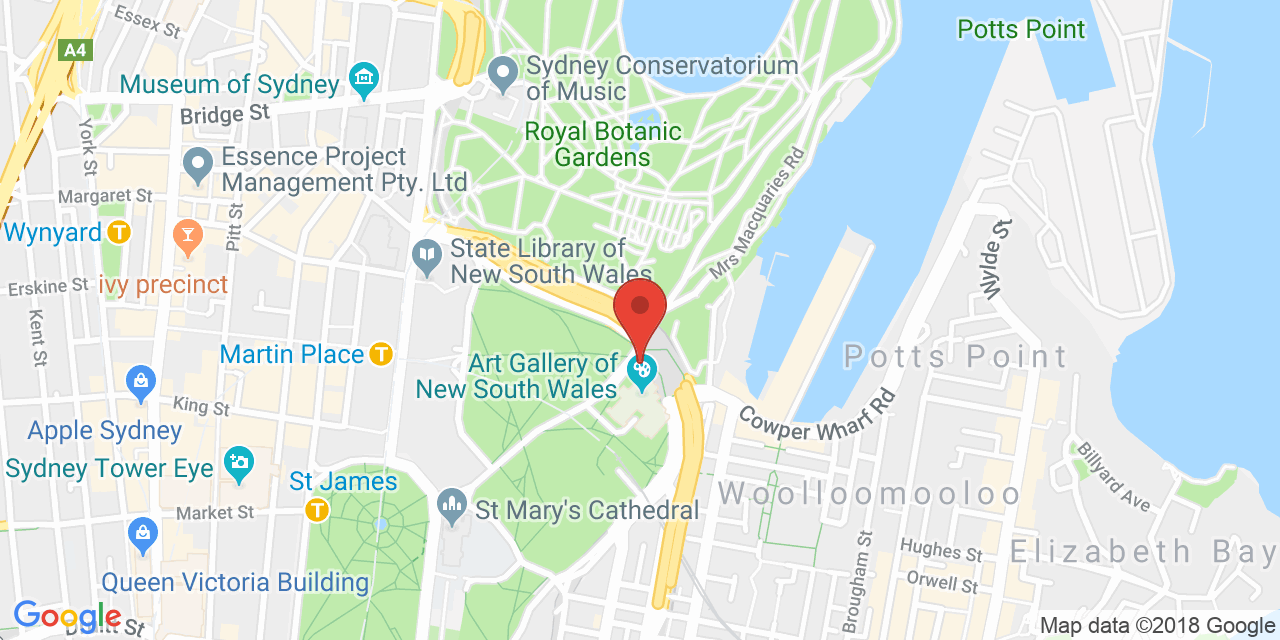 Essex St
A4
Potts Point
Museum of Sydney
Sydney Conservatorium
of Music
Bridge St
York St
Royal Botanic
Gardens
Essence Project
Management Pty. Ltd
Mrs Macquaries Rd
Margaret St
Pitt St
Wynyard
T
State Library of
New South Wales
Wylde St
Erskine St
ivy precinct
Kent St
Martin Place
T
Art Gallery of
New South Wales
Potts Point
King St
Apple Sydney
Cowper Wharf Rd
Sydney Tower Eye
St James
T
Billyard Ave
Woolloomooloo
Market St
St Mary's Cathedral
Hughes St
Elizabeth Bay
Queen Victoria Building
Orwell St
Brougham St
Google
Map data ©2018 Google